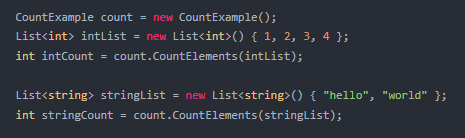 CountExample count = new CountExample();
List<int> intList = new List<int>() { 1, 2, 3, 4 };
int intCount = count.CountElements(intList);

List<string> stringList = new List<string>() { "hello", "world" };
int stringCount = count.CountElements(stringList);